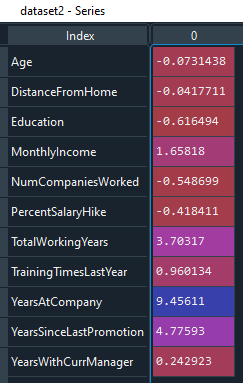 dataset2 - Series
Index 0
Age -0.0731438
DistanceFromHome -0.0417711
Education -0.616494
MonthlyIncome 1.65818
NumCompaniesWorked -0.548699
PercentSalaryHike -0.418411
TotalWorkingYears 3.70317
TrainingTimesLastYear 0.960134
YearsAtCompany 9.45611
YearsSinceLastPromotion 4.77593
YearsWithCurrManager 0.242923